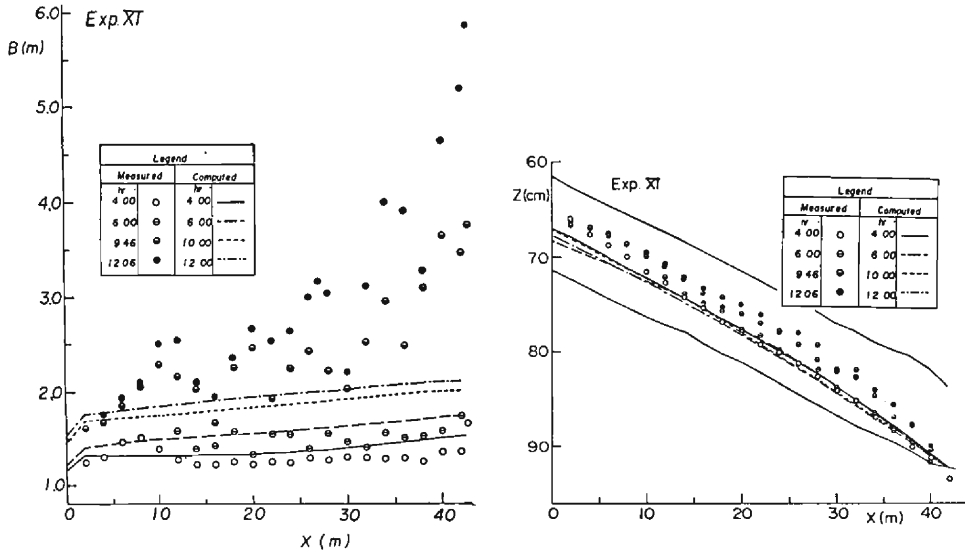 Exp. XI
B(m)
6.0
5.0
4.0
3.0
2.0
1.0
0
10
20
30
40
X (m)
Legend
Measured Computed
hr hr
4 00 4 00
6 00 6 00
9 46 10 00
12 06 12 00
Exp. XI
Z(cm)
60
70
80
90
0
10
20
30
40
X(m)
Legend
Measured Computed
hr hr
4 00 4 00
6 00 6 00
9 46 10 00
12 06 12 00